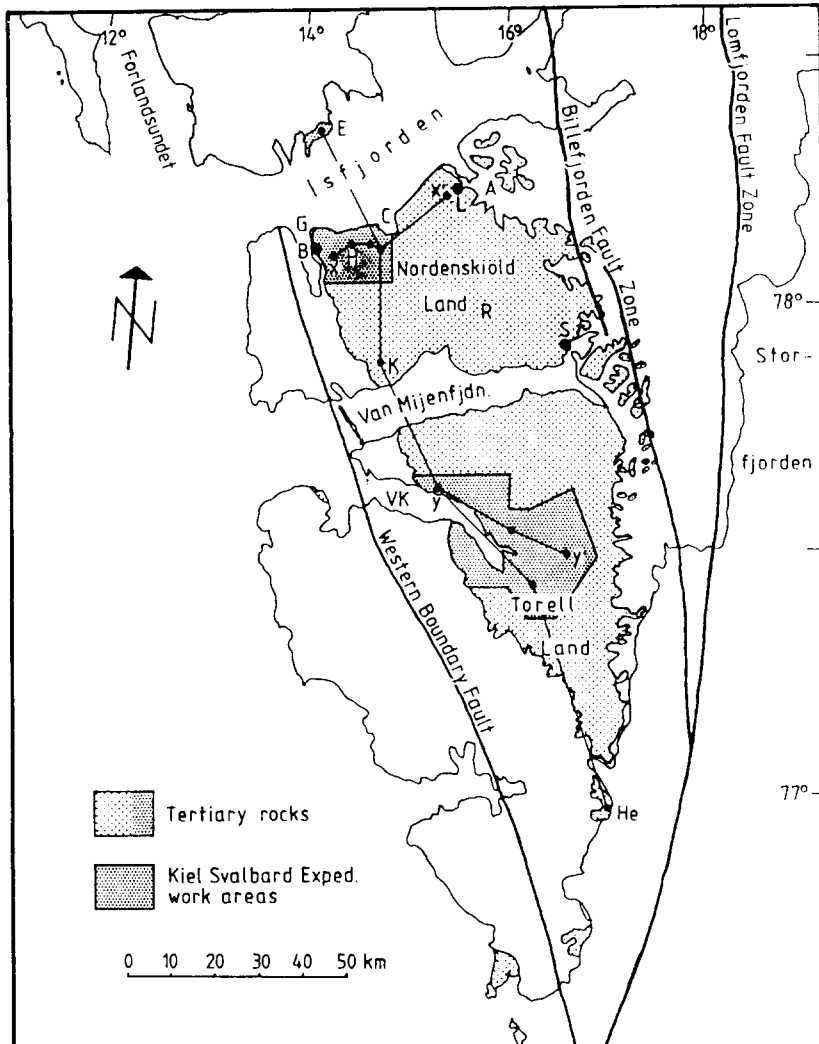 12°
14°
16°
18°
Forlandsundet
E
Isfjorden
Billefjorden Fault Zone
Lomfjorden Fault Zone
A
x'
L
G
C
B
H
x
Nordenskiöld
Land R
78°
S
Stor-
K
Van Mijenfjdn.
fjorden
y
VK
y'
Western Boundary Fault
Torell
Land
N
77°
He
Tertiary rocks
Kiel Svalbard Exped.
work areas
0 10 20 30 40 50 km